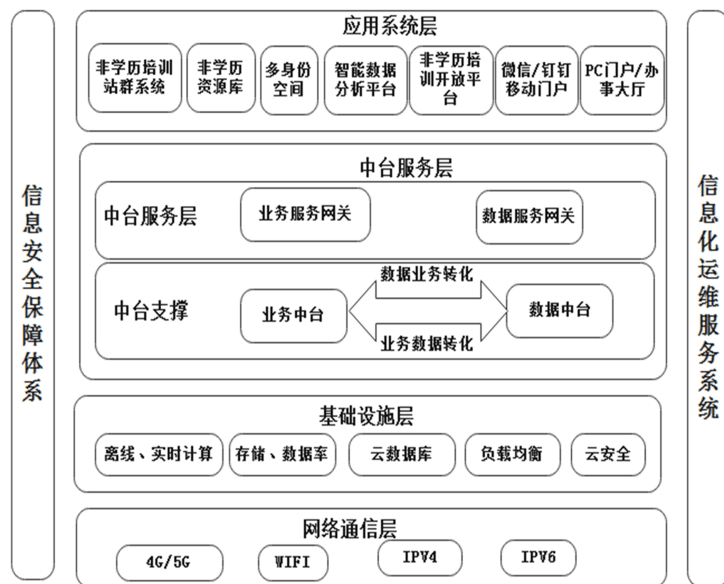 应用系统层
非学历培训
站群系统
非学历
资源库
多身份
空间
智能数据
分析平台
非学历培
训开放平
台
微信/钉钉
移动门户
PC门户/办
事大厅
中台服务层
中台服务层
业务服务网关
数据服务网关
中台支撑
数据业务转化
业务中台
数据中台
业务数据转化
基础设施层
离线、实时计算
存储、数据率
云数据库
负载均衡
云安全
网络通信层
4G/5G
WIFI
IPV4
IPV6
信息安全保障体系
信息化运维服务系统